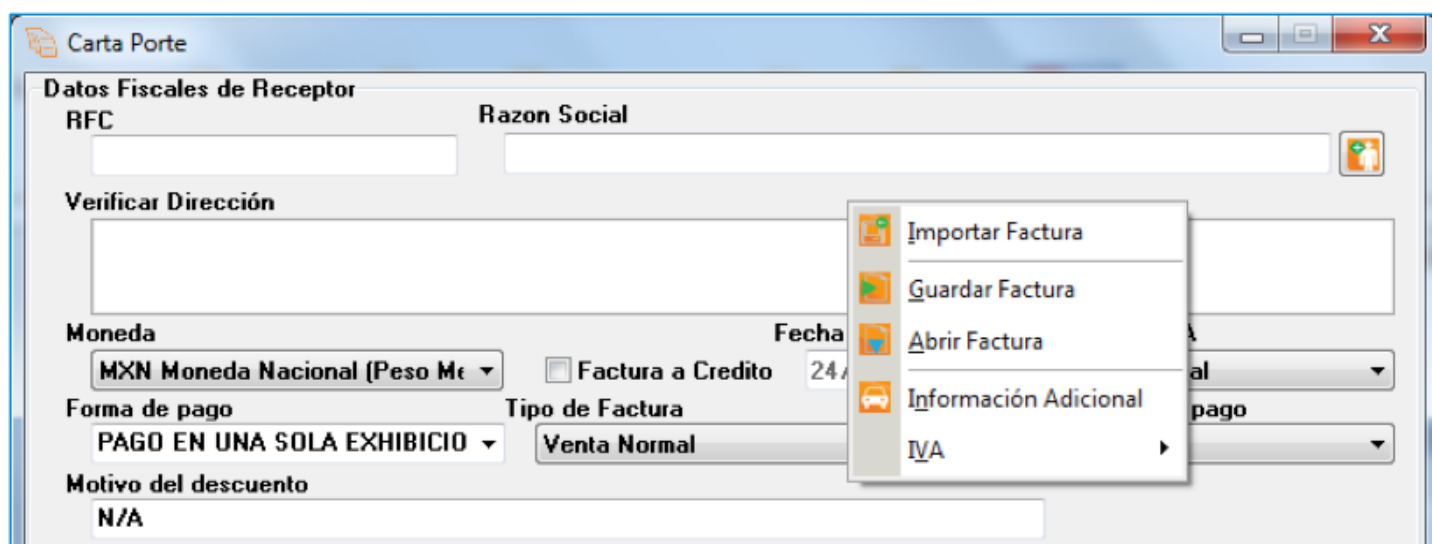 Carta Porte
Datos Fiscales de Receptor
RFC
Razon Social
Verificar Dirección
Importar Factura
Guardar Factura
Abrir Factura
Información Adicional
IVA
Moneda
Fecha
A
MXN Moneda Nacional (Peso Me
Factura a Credito
24
al
Forma de pago
Tipo de Factura
pago
PAGO EN UNA SOLA EXHIBICIO
Venta Normal
Motivo del descuento
N/A